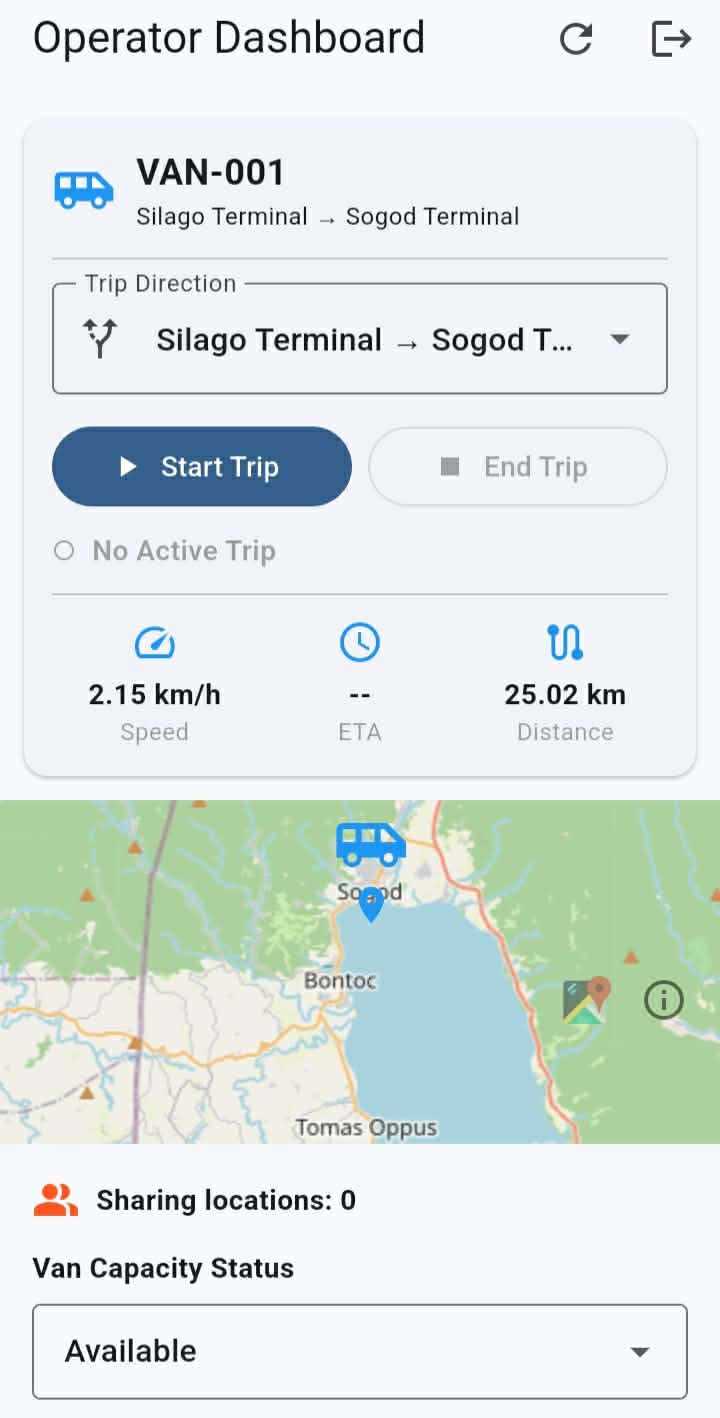 Operator Dashboard
VAN-001
Silago Terminal → Sogod Terminal
Trip Direction
Silago Terminal → Sogod T...
Start Trip
End Trip
No Active Trip
2.15 km/h
--
25.02 km
Speed
ETA
Distance
Sogod
Bontoc
Tomas Oppus
Sharing locations: 0
Van Capacity Status
Available